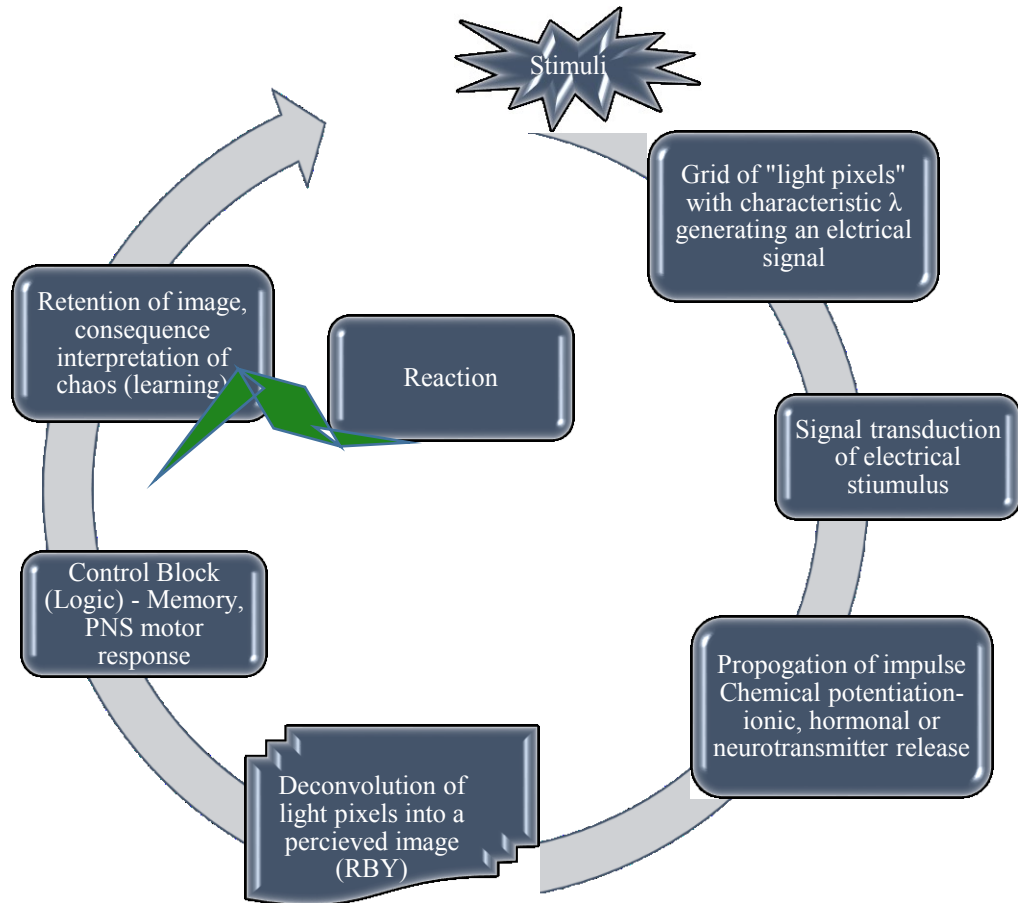 Stimuli
Grid of "light pixels"
with characteristic λ
generating an elctrical
signal
Signal transduction
of electrical
stiumulus
Propogation of impulse
Chemical potentiation-
ionic, hormonal or
neurotransmitter release
Deconvolution of
light pixels into a
percieved image
(RBY)
Control Block
(Logic) - Memory,
PNS motor
response
Retention of image,
consequence
interpretation of
chaos (learning)
Reaction